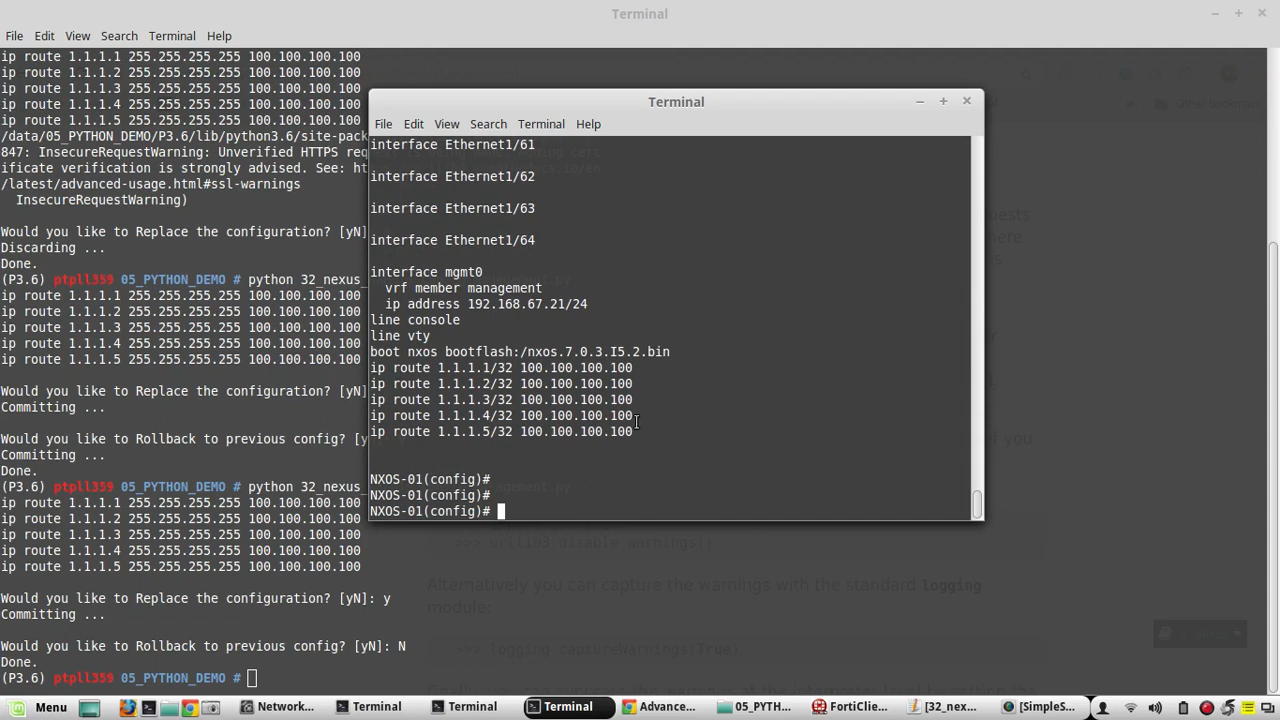 Terminal
File Edit View Search Terminal Help
ip route 1.1.1.1 255.255.255.255 100.100.100.100
ip route 1.1.1.2 255.255.255.255 100.100.100.100
ip route 1.1.1.3 255.255.255.255 100.100.100.100
ip route 1.1.1.4 255.255.255.255 100.100.100.100
ip route 1.1.1.5 255.255.255.255 100.100.100.100
/data/05_PYTHON_DEMO/P3.6/lib/python3.6/site-pack
847: InsecureRequestWarning: Unverified HTTPS req
ificate verification is strongly advised. See: ht
/latest/advanced-usage.html#ssl-warnings
InsecureRequestWarning)
Would you like to Replace the configuration? [yN
Discarding ...
Done.
(P3.6) ptpll359 05_PYTHON_DEMO # python 32_nexus_
ip route 1.1.1.1 255.255.255.255 100.100.100.100
ip route 1.1.1.2 255.255.255.255 100.100.100.100
ip route 1.1.1.3 255.255.255.255 100.100.100.100
ip route 1.1.1.4 255.255.255.255 100.100.100.100
ip route 1.1.1.5 255.255.255.255 100.100.100.100
Would you like to Replace the configuration? [yN
Committing ...
Would you like to Rollback to previous config? [y
Committing ...
Done.
(P3.6) ptpll359 05_PYTHON_DEMO # python 32_nexus_
ip route 1.1.1.1 255.255.255.255 100.100.100.100
ip route 1.1.1.2 255.255.255.255 100.100.100.100
ip route 1.1.1.3 255.255.255.255 100.100.100.100
ip route 1.1.1.4 255.255.255.255 100.100.100.100
ip route 1.1.1.5 255.255.255.255 100.100.100.100
Would you like to Replace the configuration? [yN]: y
Committing ...
Would you like to Rollback to previous config? [yN]: N
Done.
(P3.6) ptpll359 05_PYTHON_DEMO #
Terminal
File Edit View Search Terminal Help
interface Ethernet1/61
interface Ethernet1/62
interface Ethernet1/63
interface Ethernet1/64
interface mgmt0
vrf member management
ip address 192.168.67.21/24
line console
line vty
boot nxos bootflash:/nxos.7.0.3.I5.2.bin
ip route 1.1.1.1/32 100.100.100.100
ip route 1.1.1.2/32 100.100.100.100
ip route 1.1.1.3/32 100.100.100.100
ip route 1.1.1.4/32 100.100.100.100
ip route 1.1.1.5/32 100.100.100.100
NXOS-01(config)#
NXOS-01(config)#
NXOS-01(config)#
Alternatively you can capture the warnings with the standard logging
module:
>>> logging.captureWarnings(True)
Menu Network... Terminal Terminal Terminal Advance... 05_PYTH... FortiClie... [32_nex... [SimpleS...